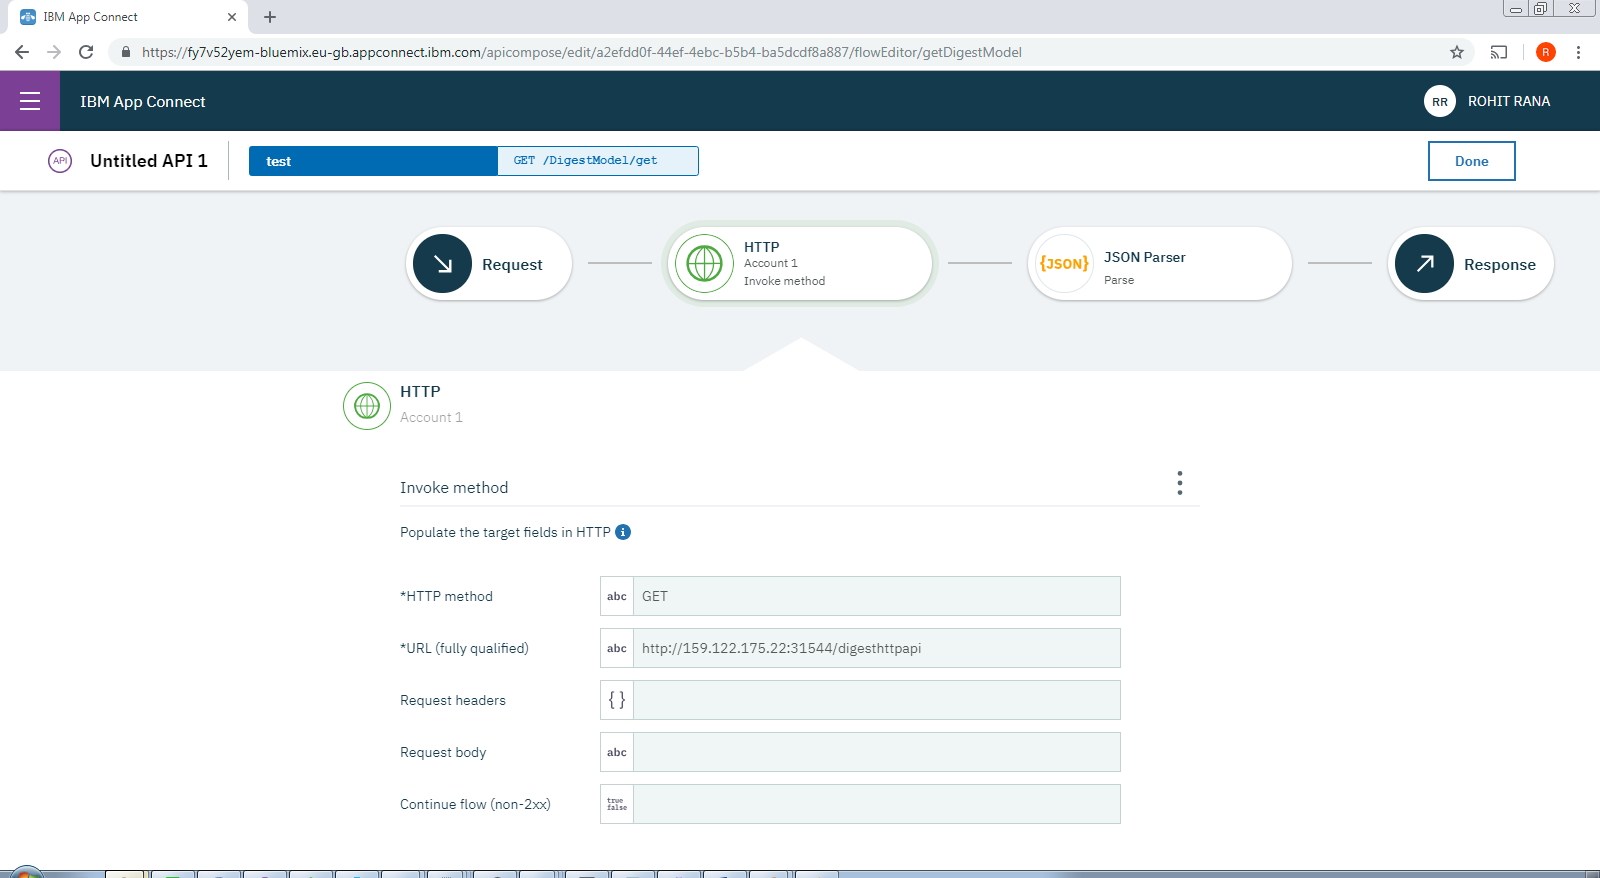 IBM App Connect
https://fy7v52yem-bluemix.eu-gb.appconnect.ibm.com/apicompose/edit/a2efdd0f-44ef-4ebc-b5b4-ba5dcdf8a887/flowEditor/getDigestModel
R
IBM App Connect
RR ROHIT RANA
API Untitled API 1 test GET /DigestModel/get Done
Request
HTTP
Account 1
Invoke method
{JSON}
JSON Parser
Parse
Response
HTTP
Account 1
Invoke method
Populate the target fields in HTTP i
*HTTP method abc GET
*URL (fully qualified) abc http://159.122.175.22:31544/digesthttpapi
Request headers { }
Request body abc
Continue flow (non-2xx) true false